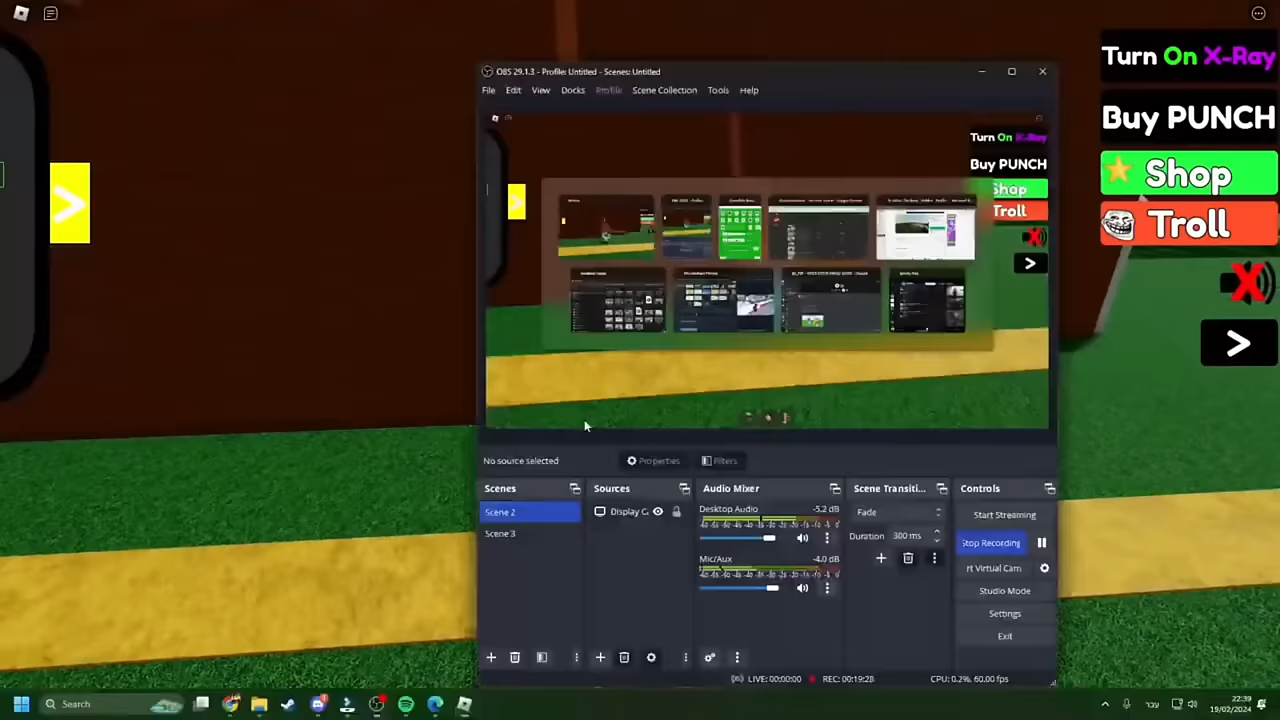 OBS 29.1.3 - Profile: Untitled - Scenes: Untitled
File Edit View Docks Profile Scene Collection Tools Help
Turn On X-Ray
Buy PUNCH
Shop
Troll
>
>
Turn On X-Ray
Buy PUNCH
Shop
Troll
>
>
No source selected
Properties
Filters
Scenes
Scene 2
Scene 3
Sources
Display C
Audio Mixer
Desktop Audio -5.2 dB
Mic/Aux -4.0 dB
Scene Transiti...
Fade
Duration 300 ms
Controls
Start Streaming
Stop Recording
rt Virtual Cam
Studio Mode
Settings
Exit
LIVE: 00:00:00
REC: 00:19:28
CPU: 0.2%, 60.00 fps
Search
עבר
22:39
19/02/2024